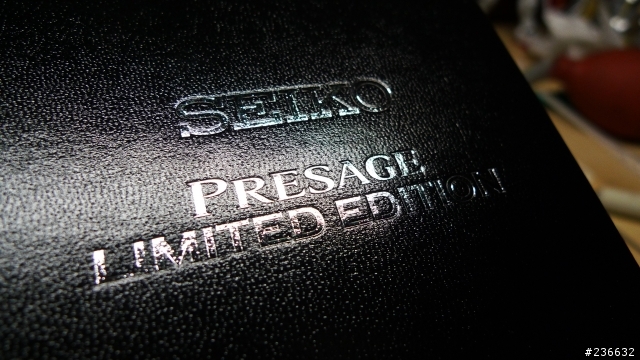 SEIKO
PRESAGE
LIMITED EDITION
#236632